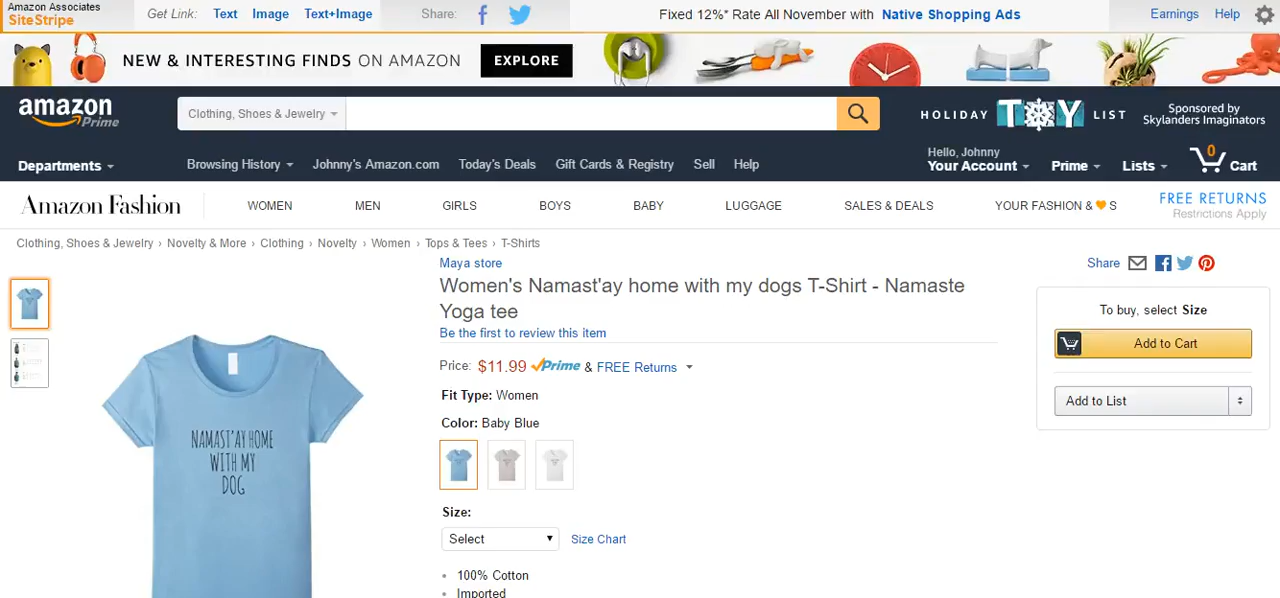 Amazon Associates
SiteStripe
Get Link: Text Image Text+Image
Share:
Fixed 12%* Rate All November with Native Shopping Ads
Earnings Help
NEW & INTERESTING FINDS ON AMAZON EXPLORE
amazon
Prime
Clothing, Shoes & Jewelry
HOLIDAY TOY LIST
Sponsored by
Skylanders Imaginators
Departments
Browsing History Johnny's Amazon.com Today's Deals Gift Cards & Registry Sell Help
Hello, Johnny
Your Account Prime Lists 0 Cart
Amazon Fashion WOMEN MEN GIRLS BOYS BABY LUGGAGE SALES & DEALS YOUR FASHION & 🧡 S
FREE RETURNS
Restrictions Apply
Clothing, Shoes & Jewelry › Novelty & More › Clothing › Novelty › Women › Tops & Tees › T-Shirts
Maya store
Women's Namast'ay home with my dogs T-Shirt - Namaste
Yoga tee
Be the first to review this item
Price: $11.99 Prime & FREE Returns
Fit Type: Women
Color: Baby Blue
Size:
Select Size Chart
• 100% Cotton
• Imported
NAMAST'AY HOME
WITH MY
DOG
Share
To buy, select Size
Add to Cart
Add to List